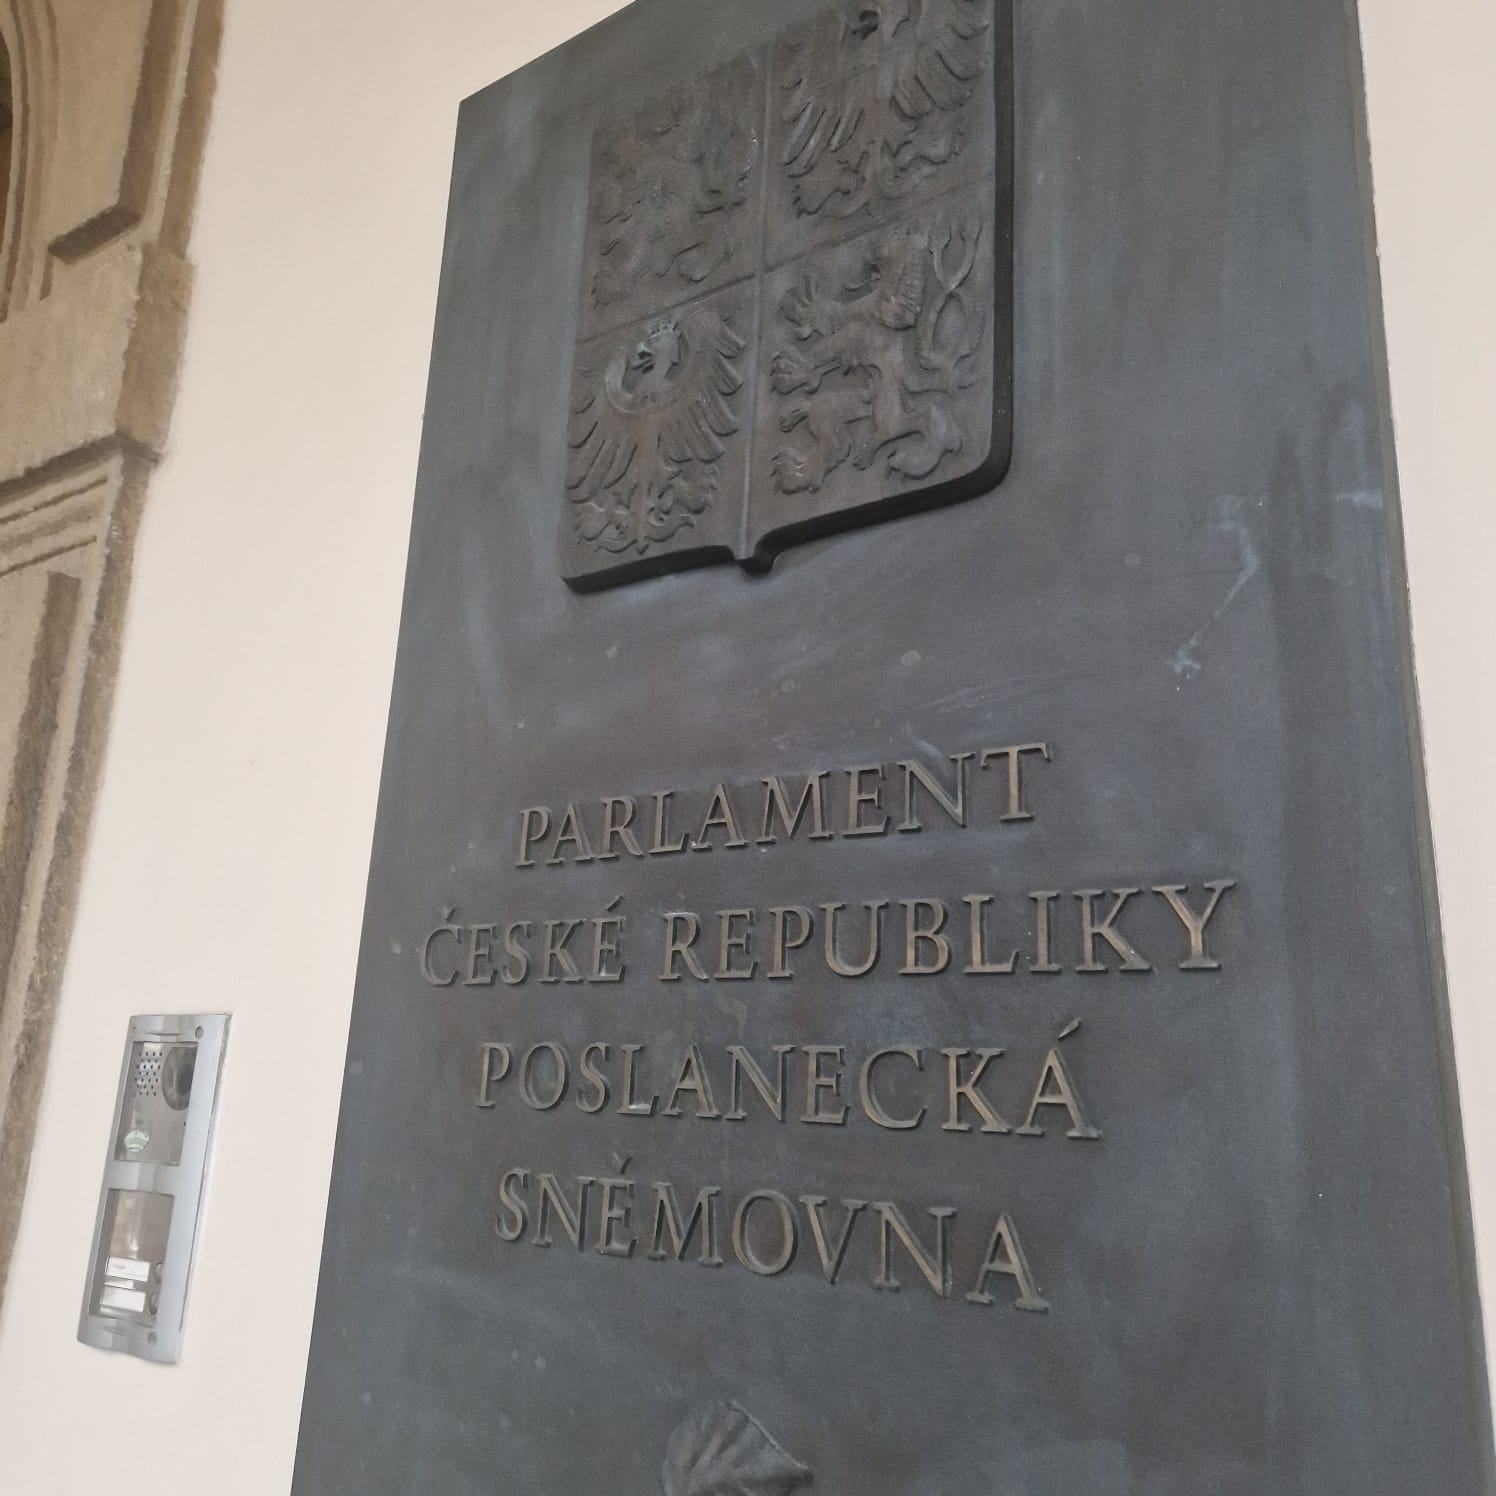 PARLAMENT
ČESKÉ REPUBLIKY
POSLANECKÁ
SNĚMOVNA